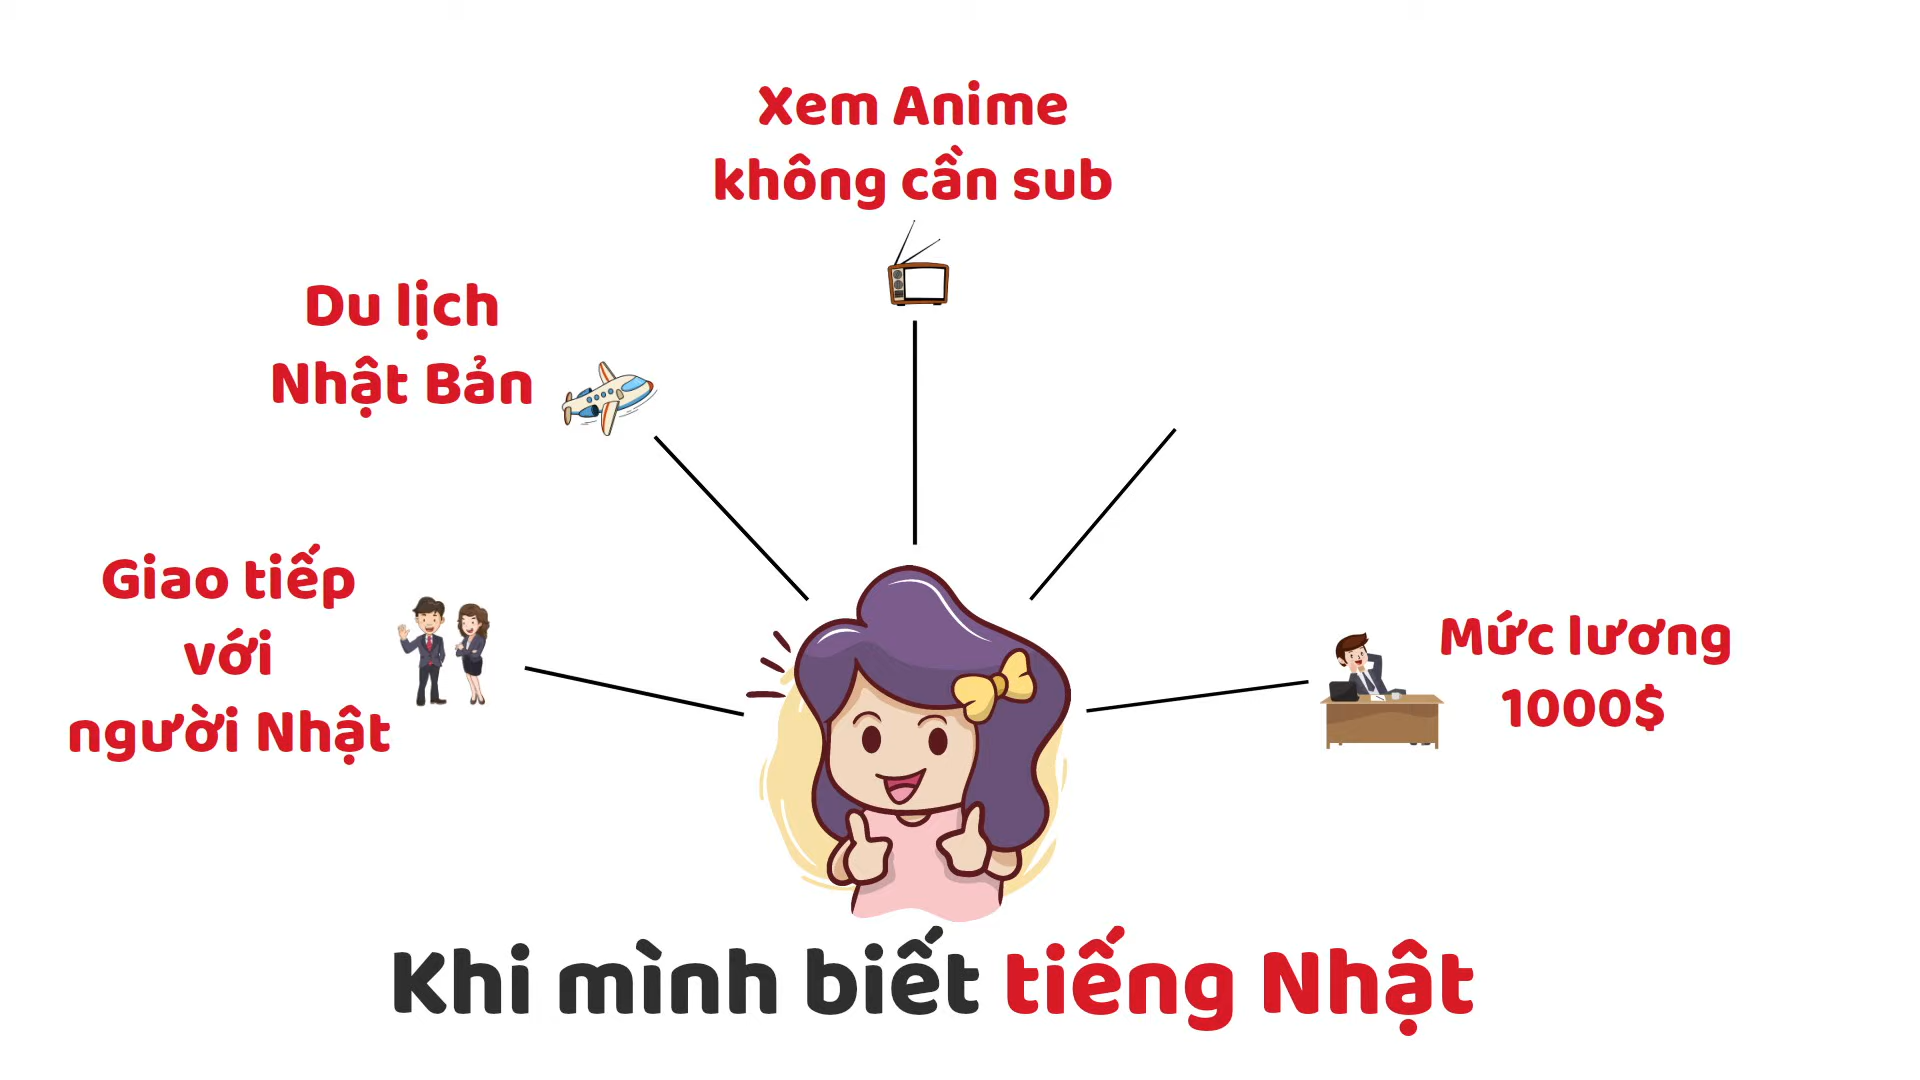 Xem Anime
không cần sub
Du lịch
Nhật Bản
Giao tiếp
với
người Nhật
Mức lương
1000$
Khi mình biết tiếng Nhật